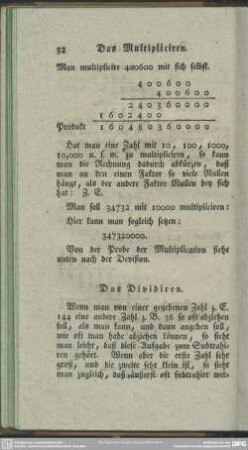 32 Das Multipliciren.
Man multiplicire 400600 mit sich selbst.
400600
400600
240360000
1602400
Produkt 160480360000
Hat man eine Zahl mit 10, 100, 1000,
10,000 u. s. w. zu multipliciren, so kann
man die Rechnung dadurch abkürzen, daß
man an den einen Faktor so viele Nullen
hängt, als der andere Faktor Nullen bey sich
hat: Z. E.
Man soll 34732 mit 10000 multipliciren:
Hier kann man sogleich setzen:
347320000.
Von der Probe der Multiplication siehe
unten nach der Devision.
Das Dividiren.
Wenn man von einer gegebenen Zahl z. E.
144 eine andere Zahl z. B. 36 so oft abziehen
soll, als man kann, und dann angeben soll,
wie oft man habe abziehen können, so sieht
man leicht, daß diese Aufgabe zum Subtrahi-
ren gehört. Wenn aber die erste Zahl sehr
groß, und die zweite sehr klein ist, so sieht
man zugleich, daß äußerst oft subtrahirt wer-